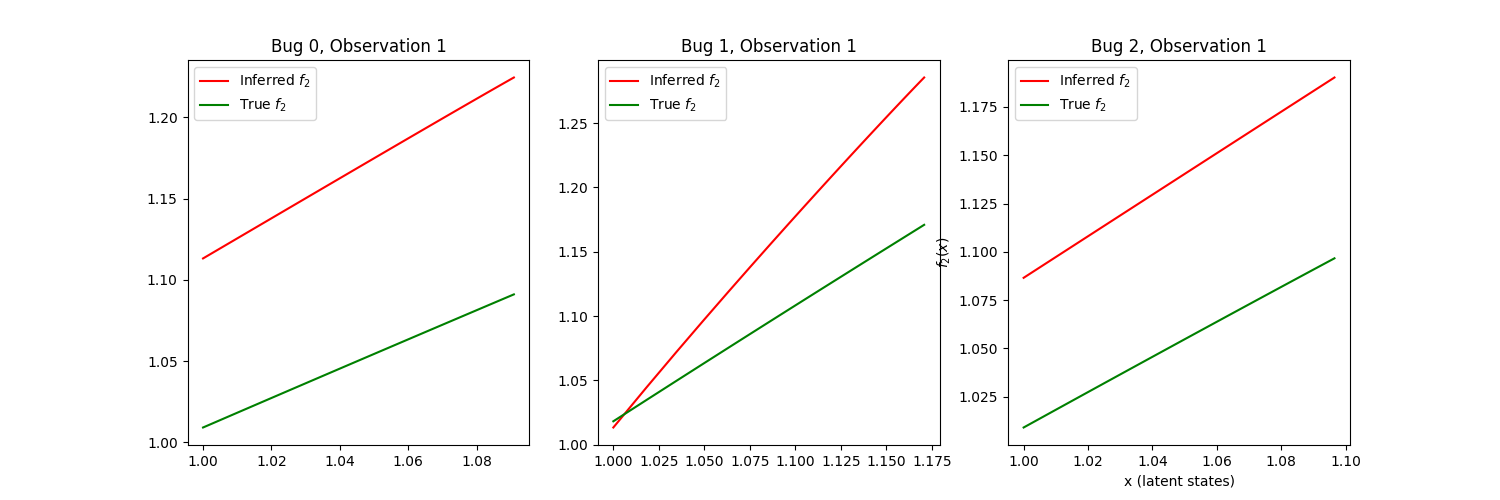 Bug 0, Observation 1
Inferred f₂
True f₂
1.20
1.15
1.10
1.05
1.00
1.00 1.02 1.04 1.06 1.08
Bug 1, Observation 1
Inferred f₂
True f₂
1.25
1.20
1.15
1.10
1.05
1.00
1.000 1.025 1.050 1.075 1.100 1.125 1.150 1.175
Bug 2, Observation 1
Inferred f₂
True f₂
f₂(x)
1.175
1.150
1.125
1.100
1.075
1.050
1.025
1.00 1.02 1.04 1.06 1.08 1.10
x (latent states)